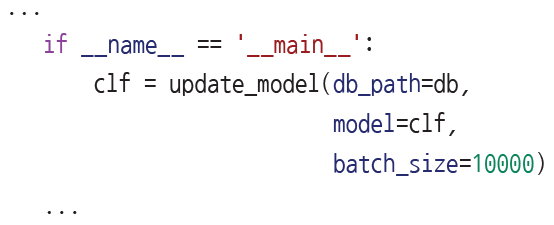 ...
if __name__ == '__main__':
clf = update_model(db_path=db,
model=clf,
batch_size=10000)
...